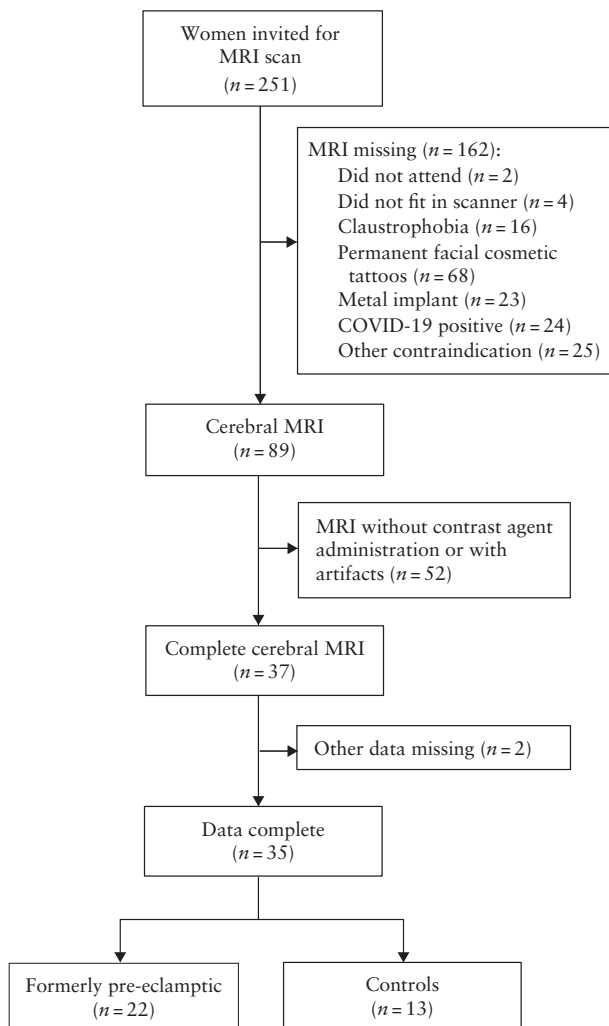 Women invited for
MRI scan
(n = 251)
MRI missing (n = 162):
Did not attend (n = 2)
Did not fit in scanner (n = 4)
Claustrophobia (n = 16)
Permanent facial cosmetic
tattoos (n = 68)
Metal implant (n = 23)
COVID-19 positive (n = 24)
Other contraindication (n = 25)
Cerebral MRI
(n = 89)
MRI without contrast agent
administration or with
artifacts (n = 52)
Complete cerebral MRI
(n = 37)
Other data missing (n = 2)
Data complete
(n = 35)
Formerly pre-eclamptic
(n = 22)
Controls
(n = 13)